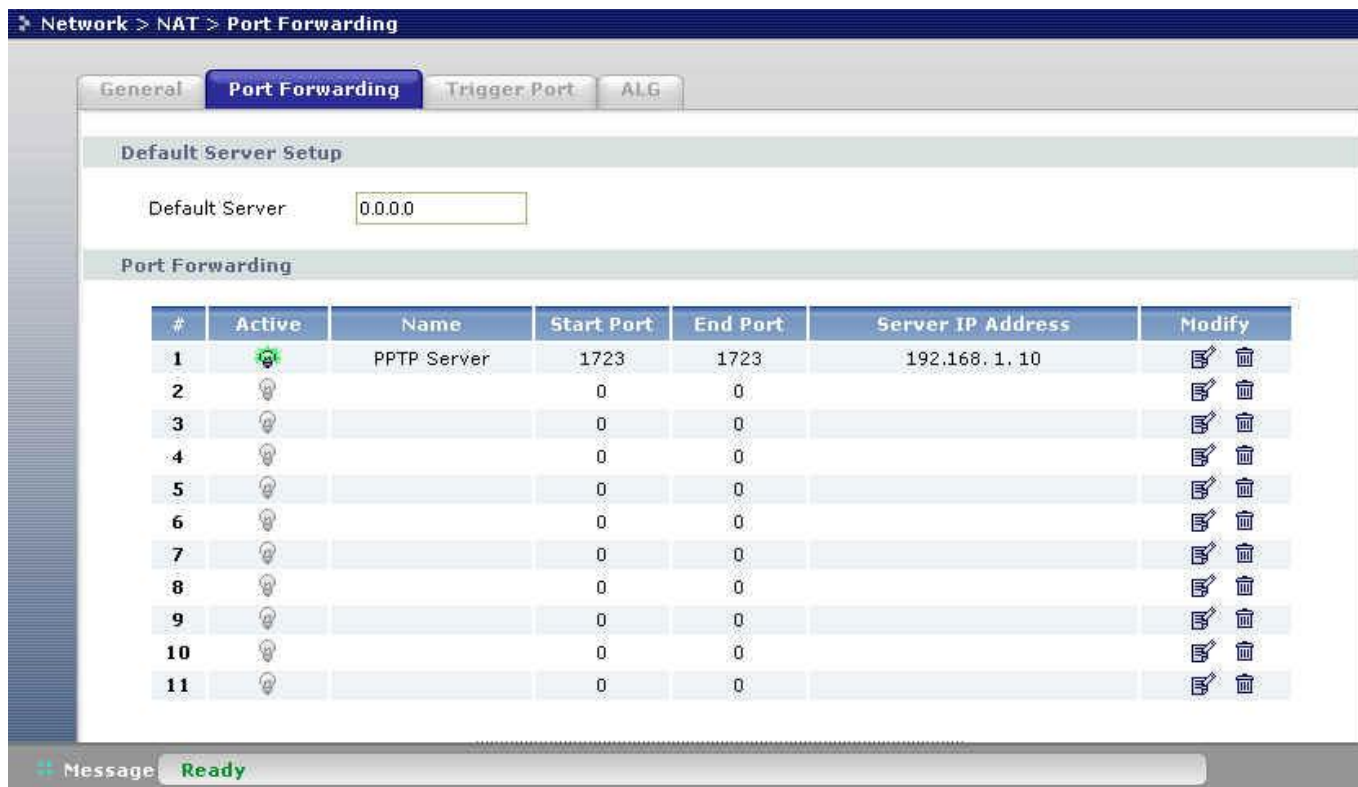 Network > NAT > Port Forwarding
General Port Forwarding Trigger Port ALG
Default Server Setup
Default Server 0.0.0.0
Port Forwarding
# Active Name Start Port End Port Server IP Address Modify
1 PPTP Server 1723 1723 192.168. 1. 10
2 0 0
3 0 0
4 0 0
5 0 0
6 0 0
7 0 0
8 0 0
9 0 0
10 0 0
11 0 0
Message Ready